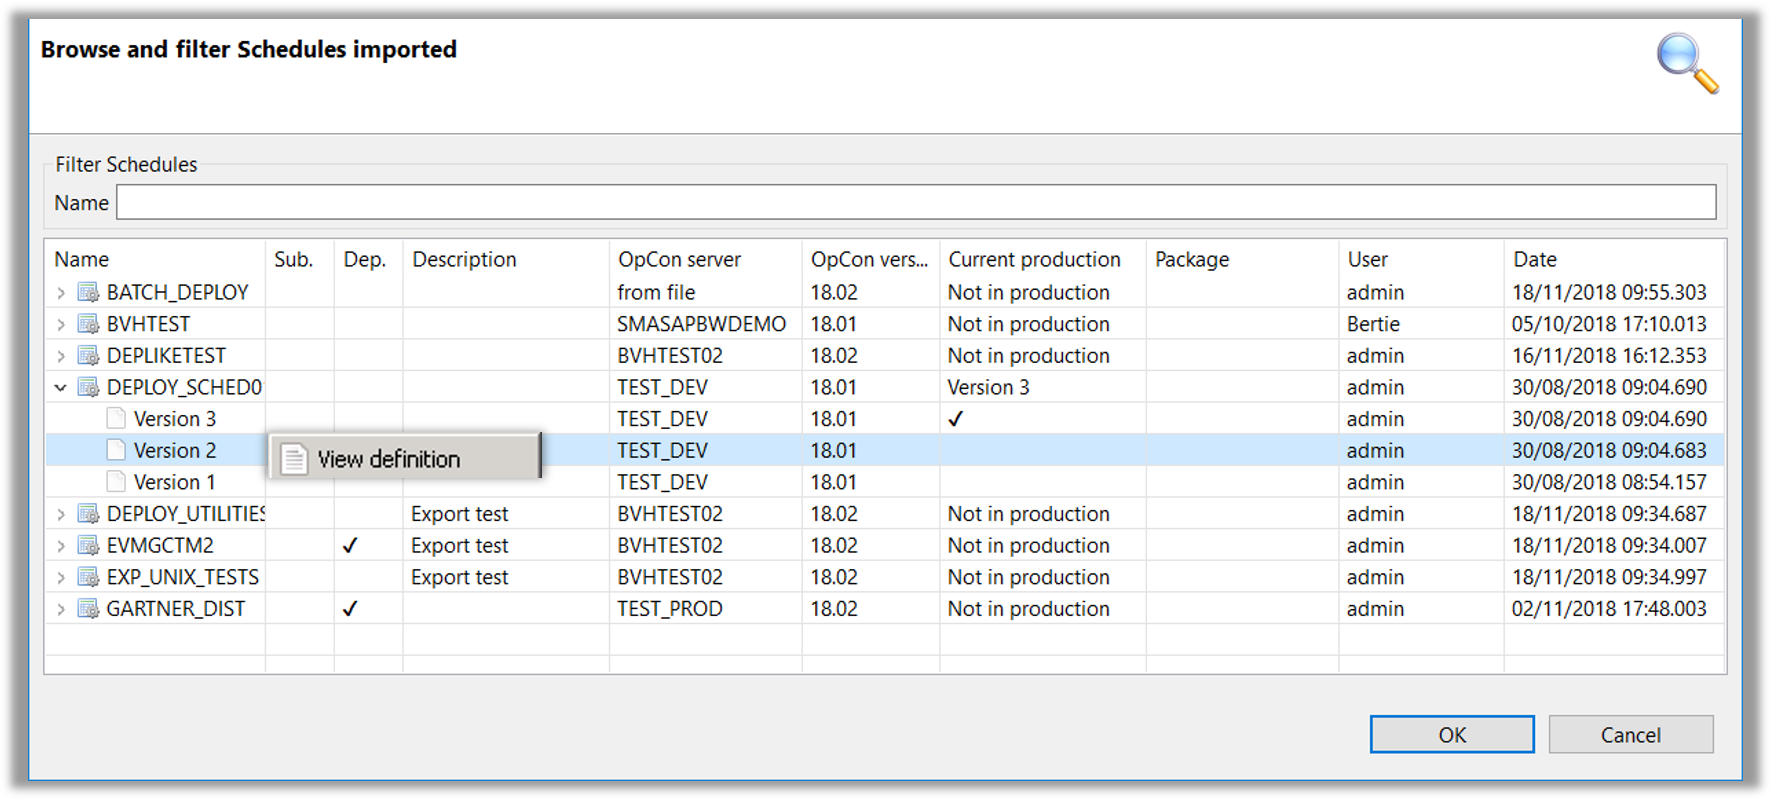 Browse and filter Schedules imported
Filter Schedules
Name
Name Sub. Dep. Description OpCon server OpCon vers... Current production Package User Date
BATCH_DEPLOY from file 18.02 Not in production admin 18/11/2018 09:55.303
BVHTEST SMASAPBWDEMO 18.01 Not in production Bertie 05/10/2018 17:10.013
DEPLIKETEST BVHTEST02 18.02 Not in production admin 16/11/2018 16:12.353
DEPLOY_SCHED0 TEST_DEV 18.01 Version 3 admin 30/08/2018 09:04.690
Version 3 TEST_DEV 18.01 ✓ admin 30/08/2018 09:04.690
Version 2 View definition TEST_DEV 18.01 admin 30/08/2018 09:04.683
Version 1 TEST_DEV 18.01 admin 30/08/2018 08:54.157
DEPLOY_UTILITIES Export test BVHTEST02 18.02 Not in production admin 18/11/2018 09:34.687
EVMGCTM2 ✓ Export test BVHTEST02 18.02 Not in production admin 18/11/2018 09:34.007
EXP_UNIX_TESTS Export test BVHTEST02 18.02 Not in production admin 18/11/2018 09:34.997
GARTNER_DIST ✓ TEST_PROD 18.02 Not in production admin 02/11/2018 17:48.003
OK Cancel